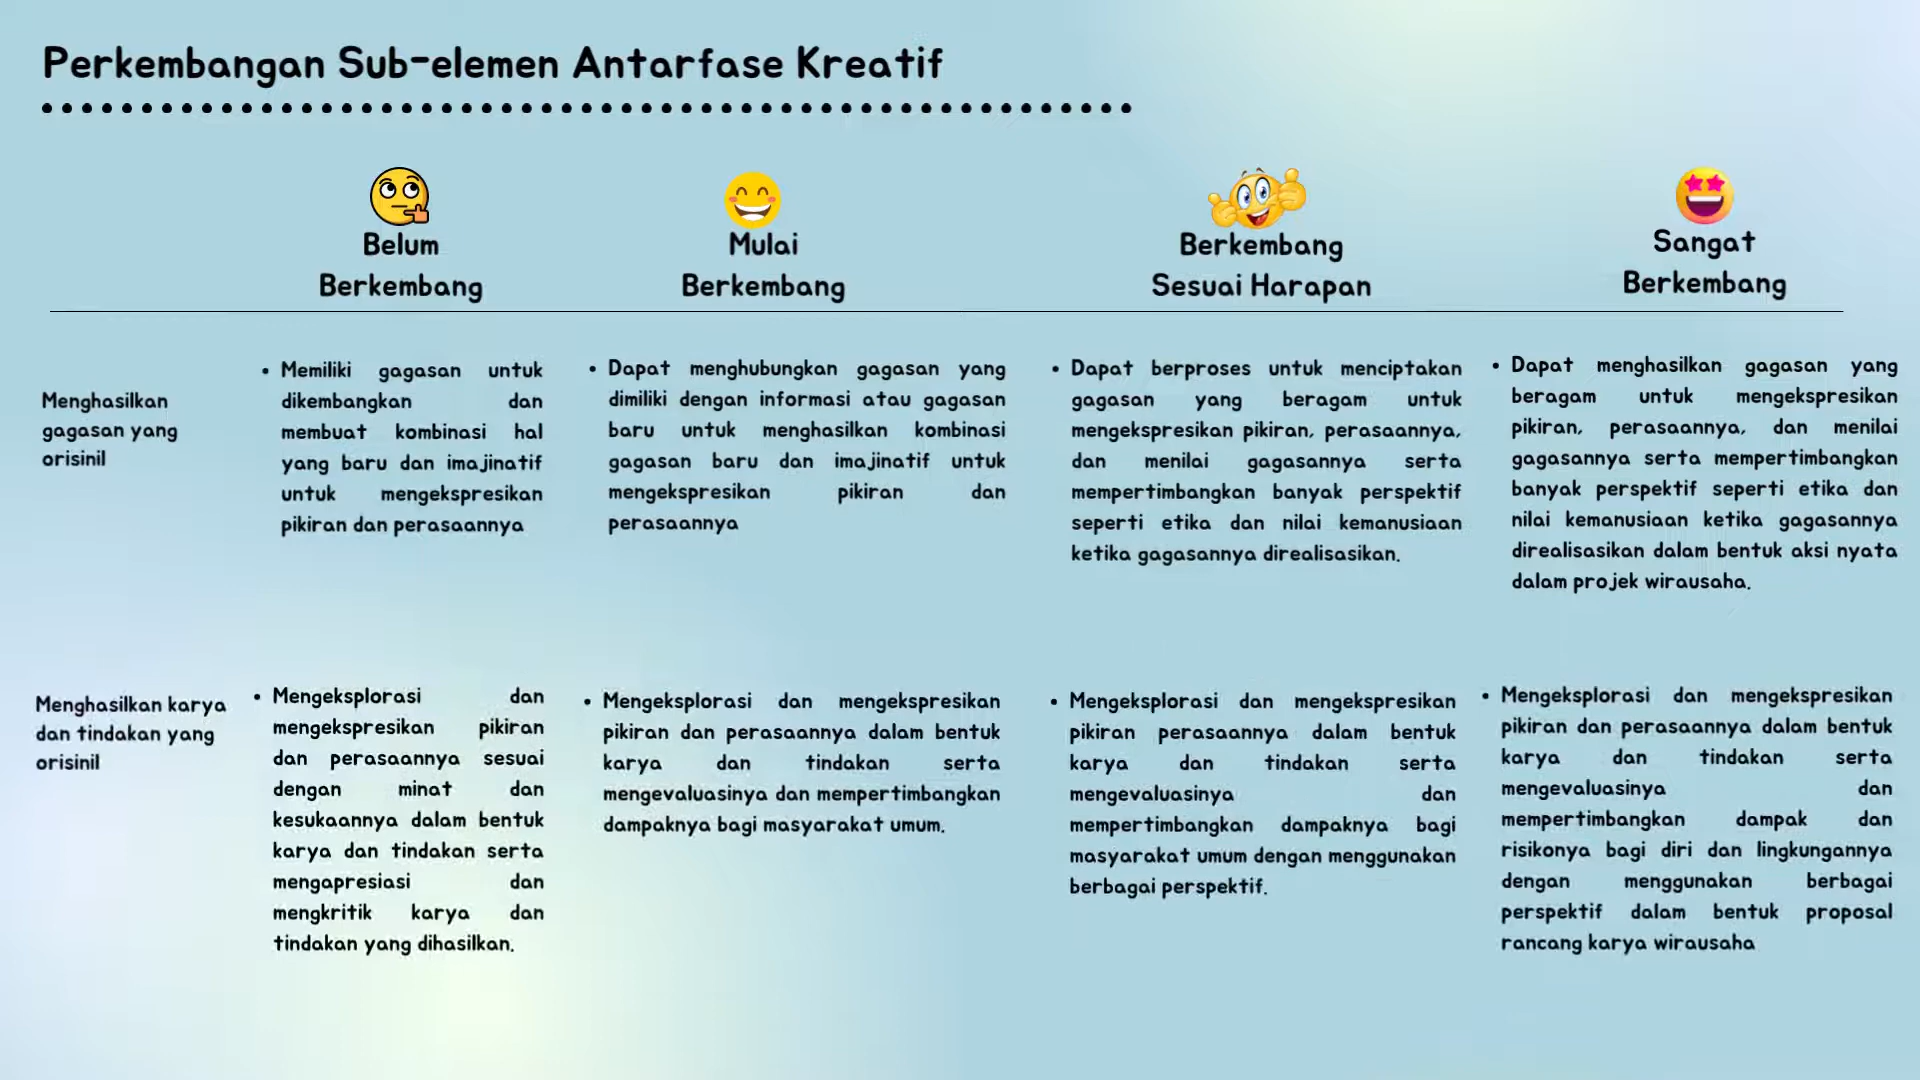 Perkembangan Sub-elemen Antarfase Kreatif
Belum
Berkembang
Mulai
Berkembang
Berkembang
Sesuai Harapan
Sangat
Berkembang
Menghasilkan
gagasan yang
orisinil
• Memiliki gagasan untuk
dikembangkan dan
membuat kombinasi hal
yang baru dan imajinatif
untuk mengekspresikan
pikiran dan perasaannya
• Dapat menghubungkan gagasan yang
dimiliki dengan informasi atau gagasan
baru untuk menghasilkan kombinasi
gagasan baru dan imajinatif untuk
mengekspresikan pikiran dan
perasaannya
• Dapat berproses untuk menciptakan
gagasan yang beragam untuk
mengekspresikan pikiran, perasaannya,
dan menilai gagasannya serta
mempertimbangkan banyak perspektif
seperti etika dan nilai kemanusiaan
ketika gagasannya direalisasikan.
• Dapat menghasilkan gagasan yang
beragam untuk mengekspresikan
pikiran, perasaannya, dan menilai
gagasannya serta mempertimbangkan
banyak perspektif seperti etika dan
nilai kemanusiaan ketika gagasannya
direalisasikan dalam bentuk aksi nyata
dalam projek wirausaha.
Menghasilkan karya
dan tindakan yang
orisinil
• Mengeksplorasi dan
mengekspresikan pikiran
dan perasaannya sesuai
dengan minat dan
kesukaannya dalam bentuk
karya dan tindakan serta
mengapresiasi dan
mengkritik karya dan
tindakan yang dihasilkan.
• Mengeksplorasi dan mengekspresikan
pikiran dan perasaannya dalam bentuk
karya dan tindakan serta
mengevaluasinya dan mempertimbangkan
dampaknya bagi masyarakat umum.
• Mengeksplorasi dan mengekspresikan
pikiran perasaannya dalam bentuk
karya dan tindakan serta
mengevaluasinya dan
mempertimbangkan dampaknya bagi
masyarakat umum dengan menggunakan
berbagai perspektif.
• Mengeksplorasi dan mengekspresikan
pikiran dan perasaannya dalam bentuk
karya dan tindakan serta
mengevaluasinya dan
mempertimbangkan dampak dan
risikonya bagi diri dan lingkungannya
dengan menggunakan berbagai
perspektif dalam bentuk proposal
rancang karya wirausaha